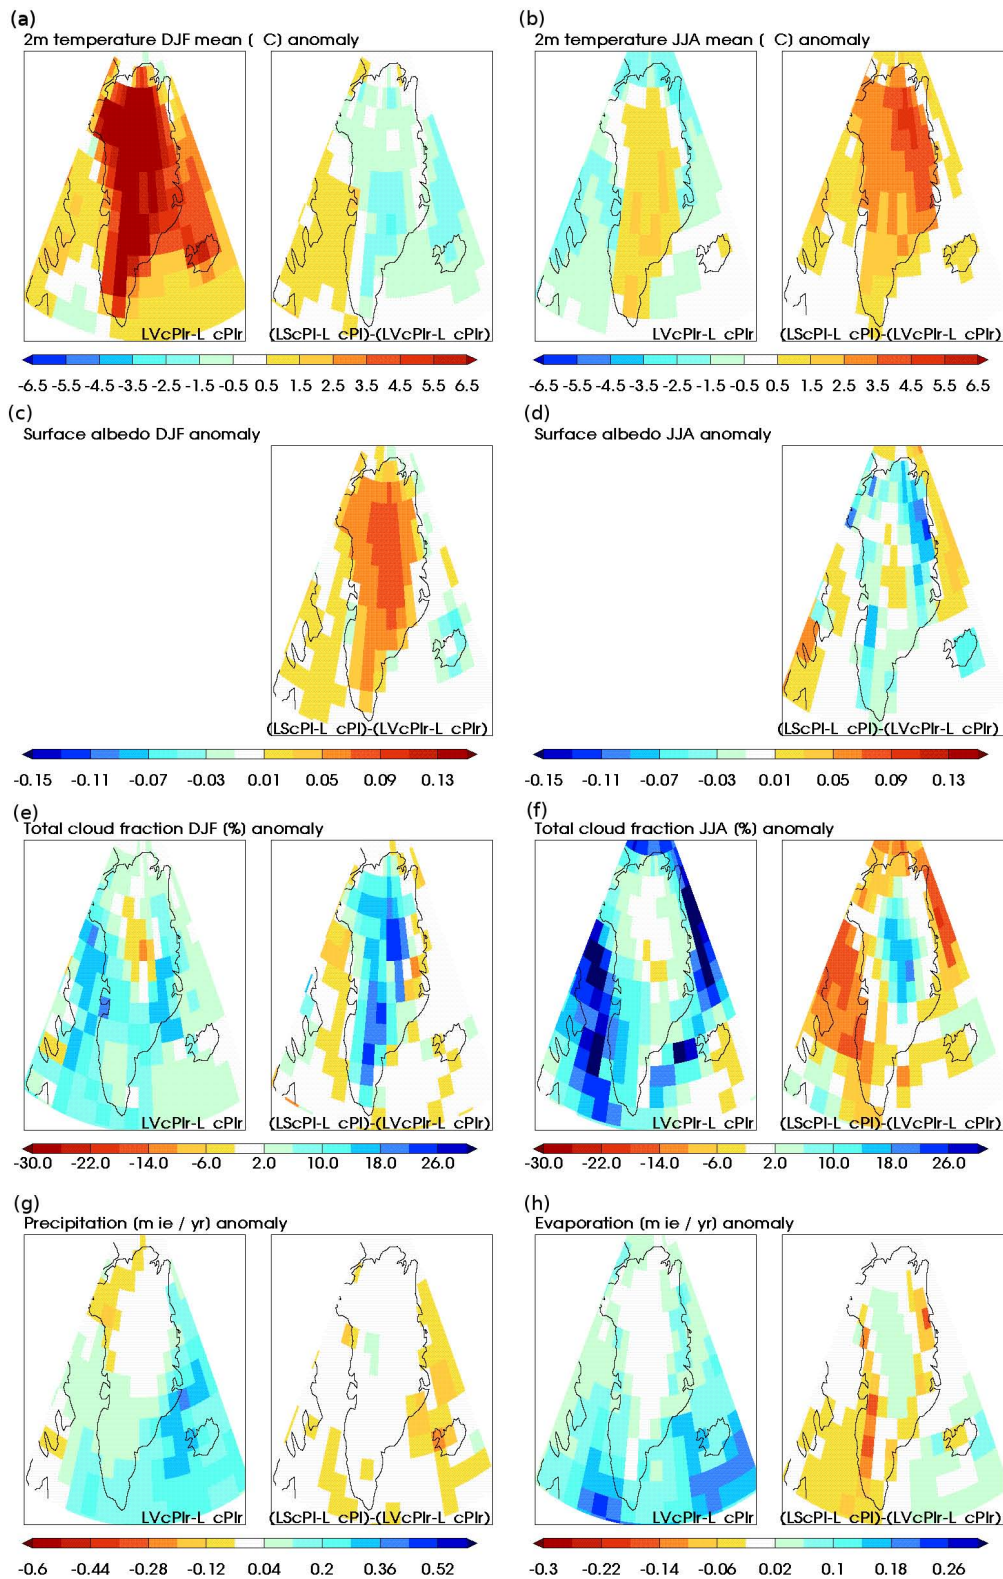 (a)
2m temperature DJF mean [  C] anomaly
LVcPIr-L  cPIr
(LScPI-L  cPI)-(LVcPIr-L  cPIr)
-6.5 -5.5 -4.5 -3.5 -2.5 -1.5 -0.5 0.5 1.5 2.5 3.5 4.5 5.5 6.5
(b)
2m temperature JJA mean [  C] anomaly
LVcPIr-L  cPIr
(LScPI-L  cPI)-(LVcPIr-L  cPIr)
-6.5 -5.5 -4.5 -3.5 -2.5 -1.5 -0.5 0.5 1.5 2.5 3.5 4.5 5.5 6.5
(c)
Surface albedo DJF anomaly
(LScPI-L  cPI)-(LVcPIr-L  cPIr)
-0.15 -0.11 -0.07 -0.03 0.01 0.05 0.09 0.13
(d)
Surface albedo JJA anomaly
(LScPI-L  cPI)-(LVcPIr-L  cPIr)
-0.15 -0.11 -0.07 -0.03 0.01 0.05 0.09 0.13
(e)
Total cloud fraction DJF [%] anomaly
LVcPIr-L  cPIr
(LScPI-L  cPI)-(LVcPIr-L  cPIr)
-30.0 -22.0 -14.0 -6.0 2.0 10.0 18.0 26.0
(f)
Total cloud fraction JJA [%] anomaly
LVcPIr-L  cPIr
(LScPI-L  cPI)-(LVcPIr-L  cPIr)
-30.0 -22.0 -14.0 -6.0 2.0 10.0 18.0 26.0
(g)
Precipitation [m ie / yr] anomaly
LVcPIr-L  cPIr
(LScPI-L  cPI)-(LVcPIr-L  cPIr)
-0.6 -0.44 -0.28 -0.12 0.04 0.2 0.36 0.52
(h)
Evaporation [m ie / yr] anomaly
LVcPIr-L  cPIr
(LScPI-L  cPI)-(LVcPIr-L  cPIr)
-0.3 -0.22 -0.14 -0.06 0.02 0.1 0.18 0.26